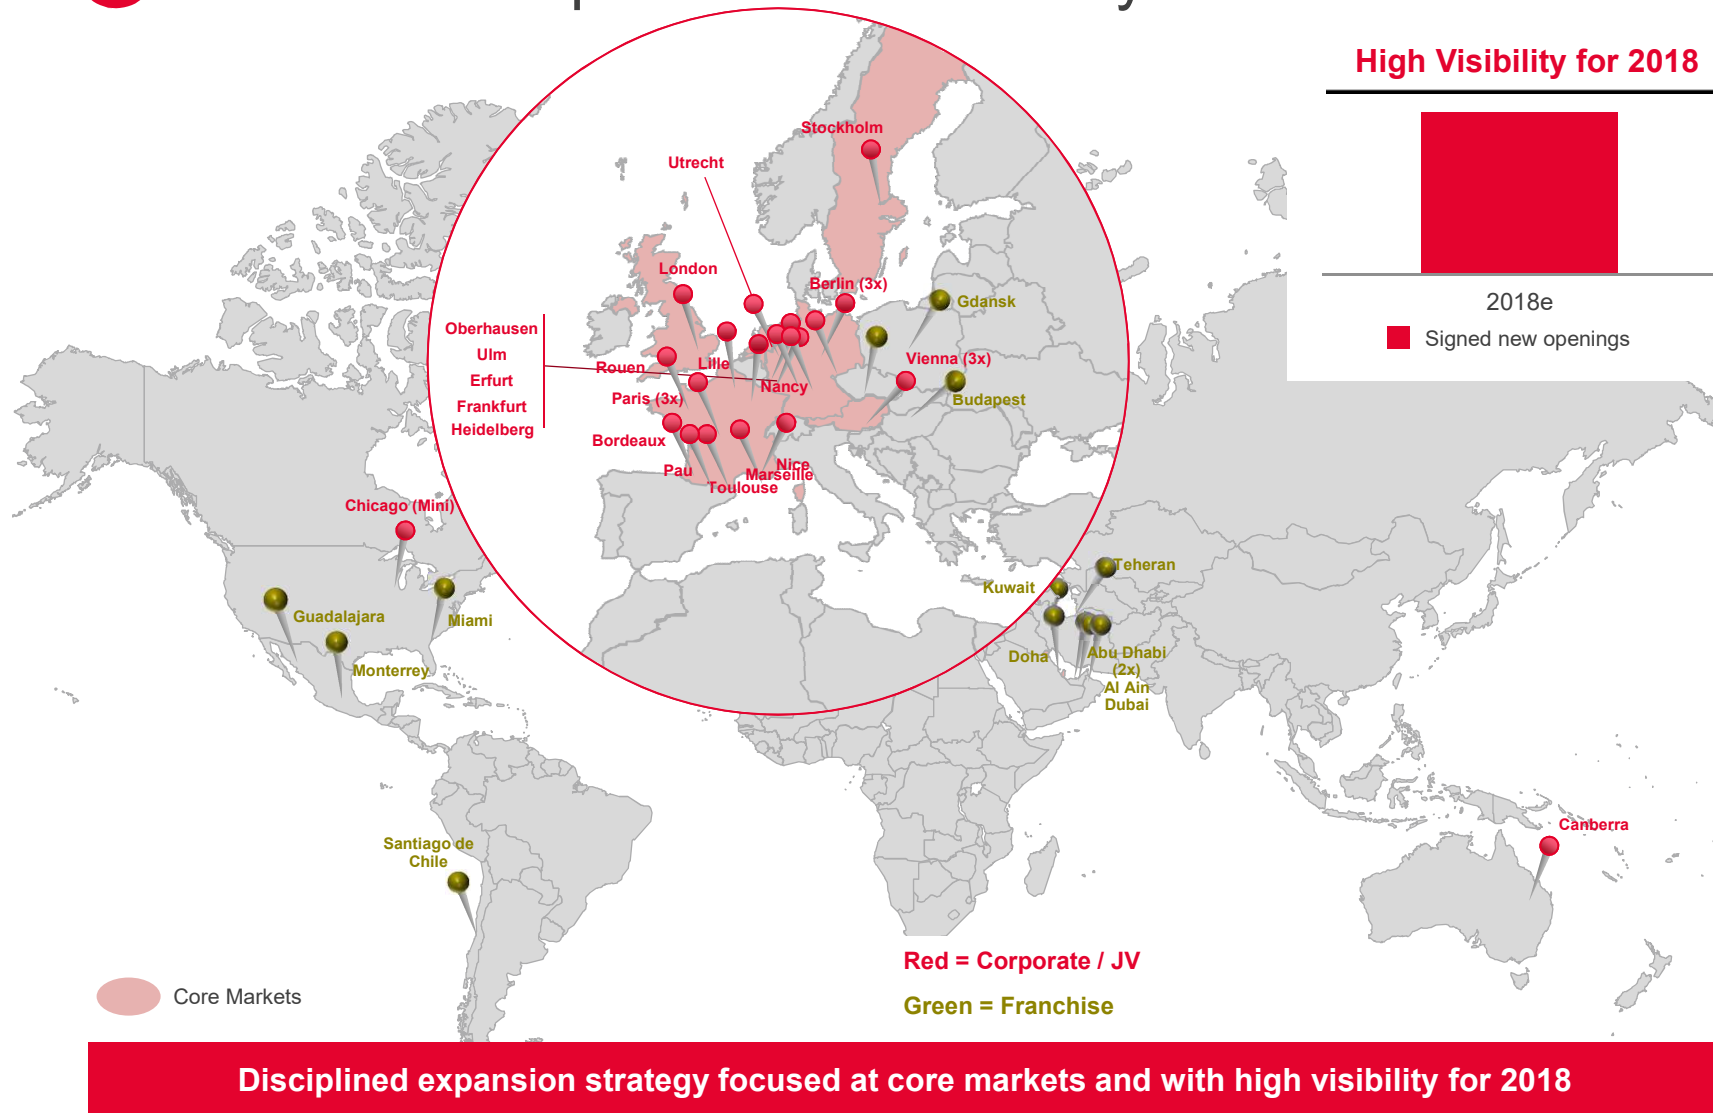 High Visibility for 2018
2018e
Signed new openings
Stockholm
Utrecht
London
Berlin (3x)
Gdansk
Oberhausen
Ulm
Erfurt
Frankfurt
Heidelberg
Rouen
Lille
Nancy
Vienna (3x)
Budapest
Paris (3x)
Bordeaux
Pau
Nice
Marseille
Toulouse
Chicago (Mini)
Guadalajara
Miami
Monterrey
Kuwait
Teheran
Doha
Abu Dhabi
(2x)
Al Ain
Dubai
Santiago de
Chile
Canberra
Red = Corporate / JV
Green = Franchise
Core Markets
Disciplined expansion strategy focused at core markets and with high visibility for 2018